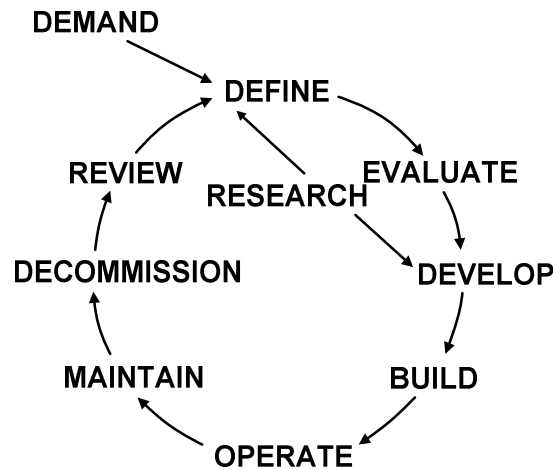 DEMAND
DEFINE
REVIEW
EVALUATE
RESEARCH
DECOMMISSION
DEVELOP
MAINTAIN
BUILD
OPERATE